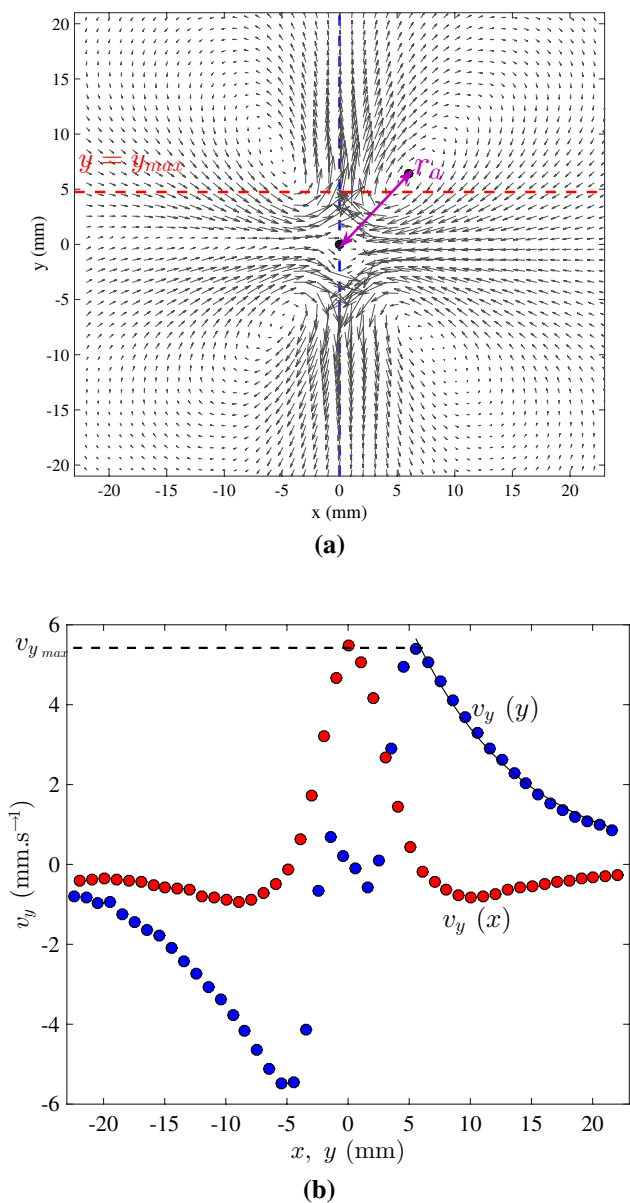 20
15
10
y = y_max
r_a
5
0
-5
-10
-15
-20
y (mm)
-20 -15 -10 -5 0 5 10 15 20
x (mm)
(a)
6
v_{y max}
4
v_y (y)
2
0
v_y (mm.s⁻¹)
v_y (x)
-2
-4
-6
-20 -15 -10 -5 0 5 10 15 20
x, y (mm)
(b)